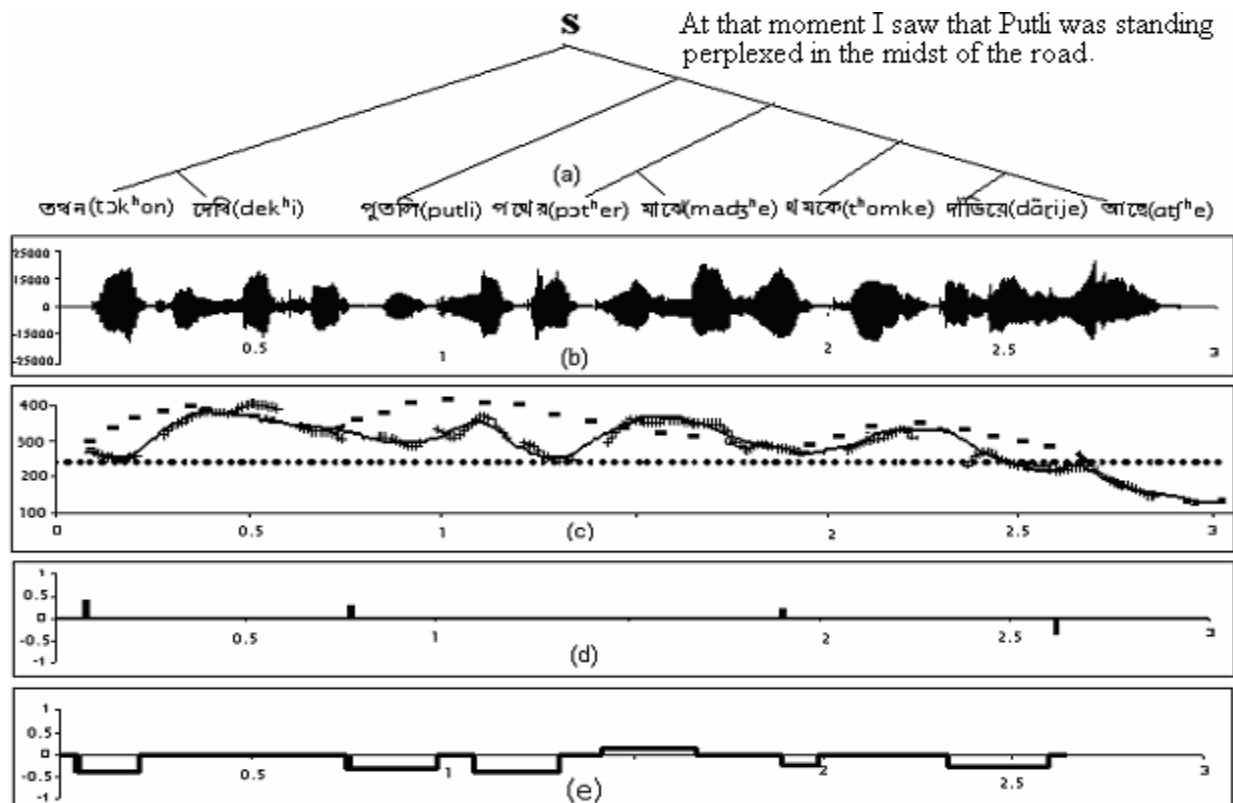 S
At that moment I saw that Putli was standing
perplexed in the midst of the road.
(a)
তখন(tɔkʰon) দেখি(dekʰi) পুতলি(putli) পথের(pɔtʰer) মাঝে(madʒʰe) থমকে(tʰomke) দাঁড়িয়ে(dãɽije) আছে(atʃʰe)
25000
15000
0
-15000
-25000
0.5 1 2 2.5 3
(b)
400
300
200
100
0 0.5 1 2 2.5 3
(c)
1
0.5
0
-0.5
-1
0.5 1 2 2.5 3
(d)
1
0.5
0
-0.5
-1
0.5 1 2 2.5 3
(e)